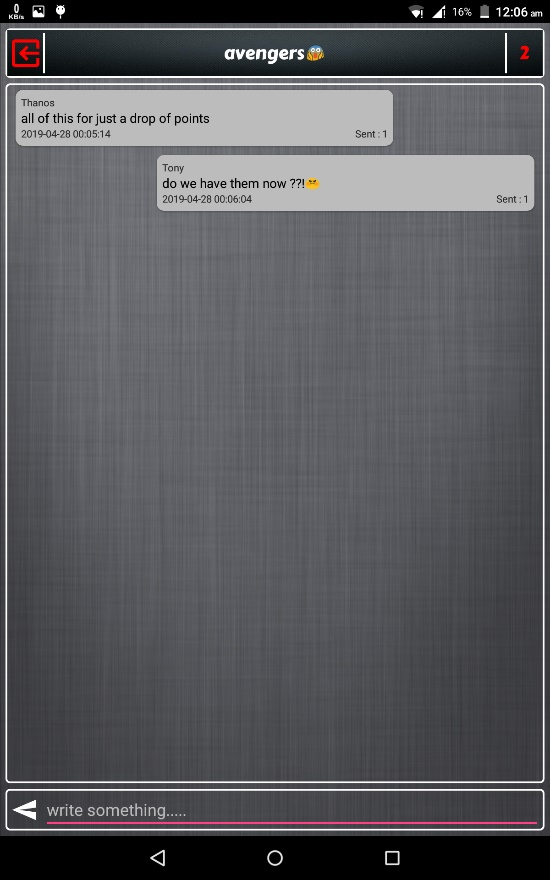 0
KB/s
16%
12:06 am
avengers😱
2
Thanos
all of this for just a drop of points
2019-04-28 00:05:14
Sent : 1
Tony
do we have them now ??!😠
2019-04-28 00:06:04
Sent : 1
write something.....